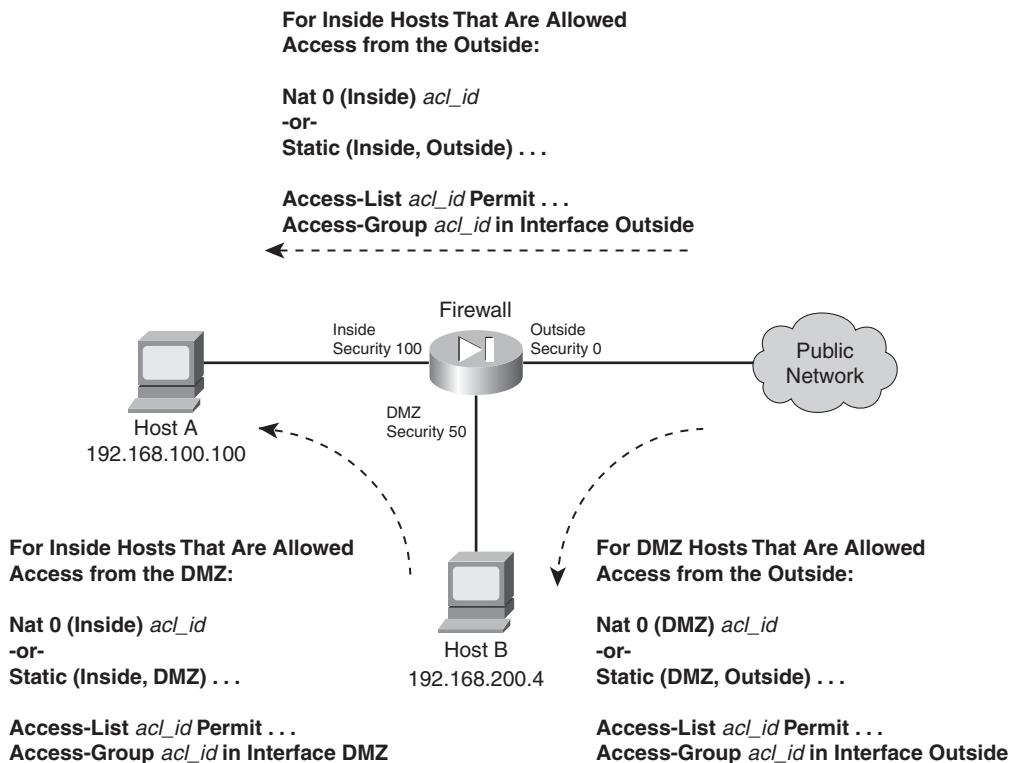 For Inside Hosts That Are Allowed
Access from the Outside:
Nat 0 (Inside) acl_id
-or-
Static (Inside, Outside) . . .
Access-List acl_id Permit . . .
Access-Group acl_id in Interface Outside
Firewall
Inside
Security 100
Outside
Security 0
Public
Network
DMZ
Security 50
Host A
192.168.100.100
For Inside Hosts That Are Allowed
Access from the DMZ:
Nat 0 (Inside) acl_id
-or-
Static (Inside, DMZ) . . .
Access-List acl_id Permit . . .
Access-Group acl_id in Interface DMZ
Host B
192.168.200.4
For DMZ Hosts That Are Allowed
Access from the Outside:
Nat 0 (DMZ) acl_id
-or-
Static (DMZ, Outside) . . .
Access-List acl_id Permit . . .
Access-Group acl_id in Interface Outside